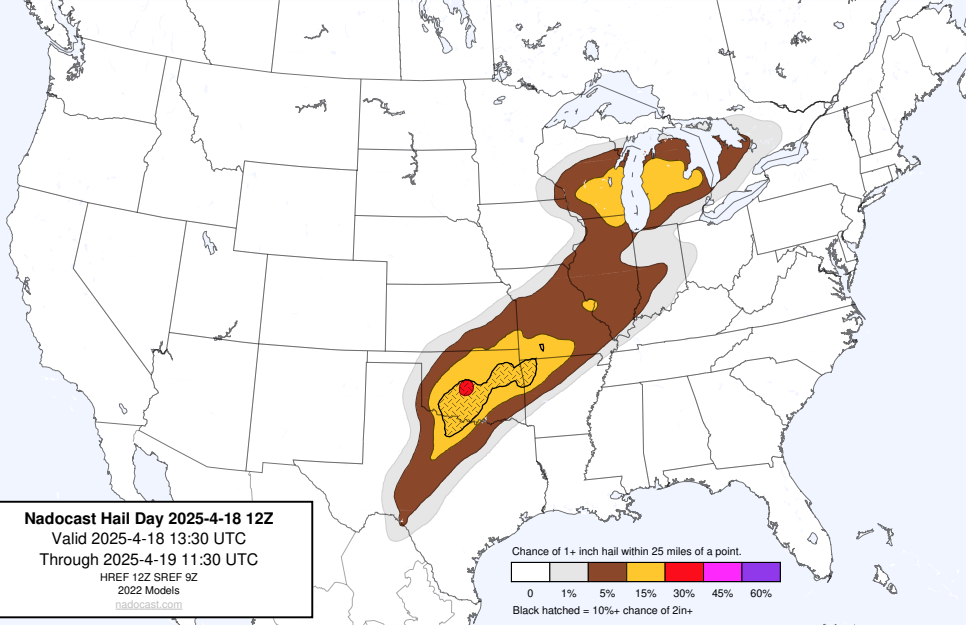 Nadocast Hail Day 2025-4-18 12Z
Valid 2025-4-18 13:30 UTC
Through 2025-4-19 11:30 UTC
HREF 12Z SREF 9Z
2022 Models
nadocast.com
Chance of 1+ inch hail within 25 miles of a point.
0 1% 5% 15% 30% 45% 60%
Black hatched = 10%+ chance of 2in+